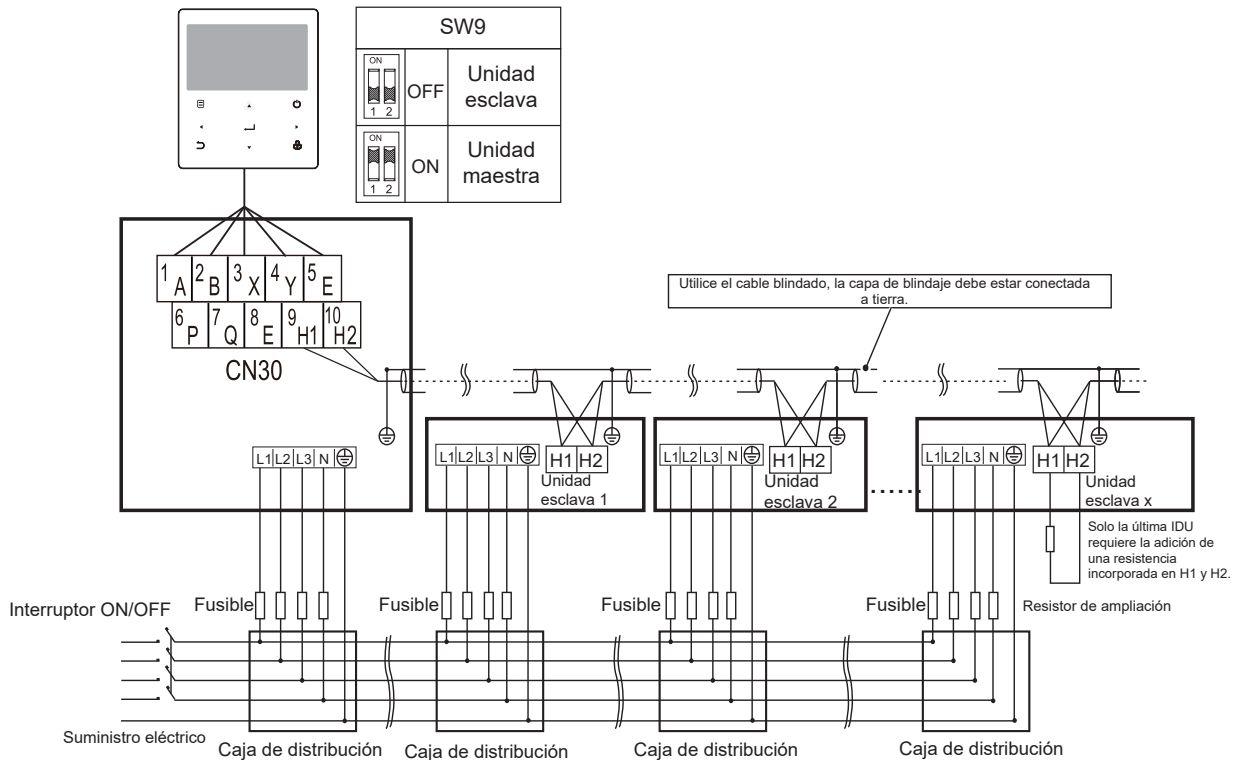 SW9
ON
1 2
OFF
Unidad
esclava
ON
1 2
ON
Unidad
maestra
1 A 2 B 3 X 4 Y 5 E
6 P 7 Q 8 E 9 H1 10 H2
CN30
Utilice el cable blindado, la capa de blindaje debe estar conectada
a tierra.
L1 L2 L3 N
L1 L2 L3 N
H1 H2
Unidad
esclava 1
L1 L2 L3 N
H1 H2
Unidad
esclava 2
L1 L2 L3 N
H1 H2
Unidad
esclava x
Solo la última IDU
requiere la adición de
una resistencia
incorporada en H1 y H2.
Interruptor ON/OFF
Fusible
Fusible
Fusible
Fusible
Resistor de ampliación
Suministro eléctrico
Caja de distribución
Caja de distribución
Caja de distribución
Caja de distribución